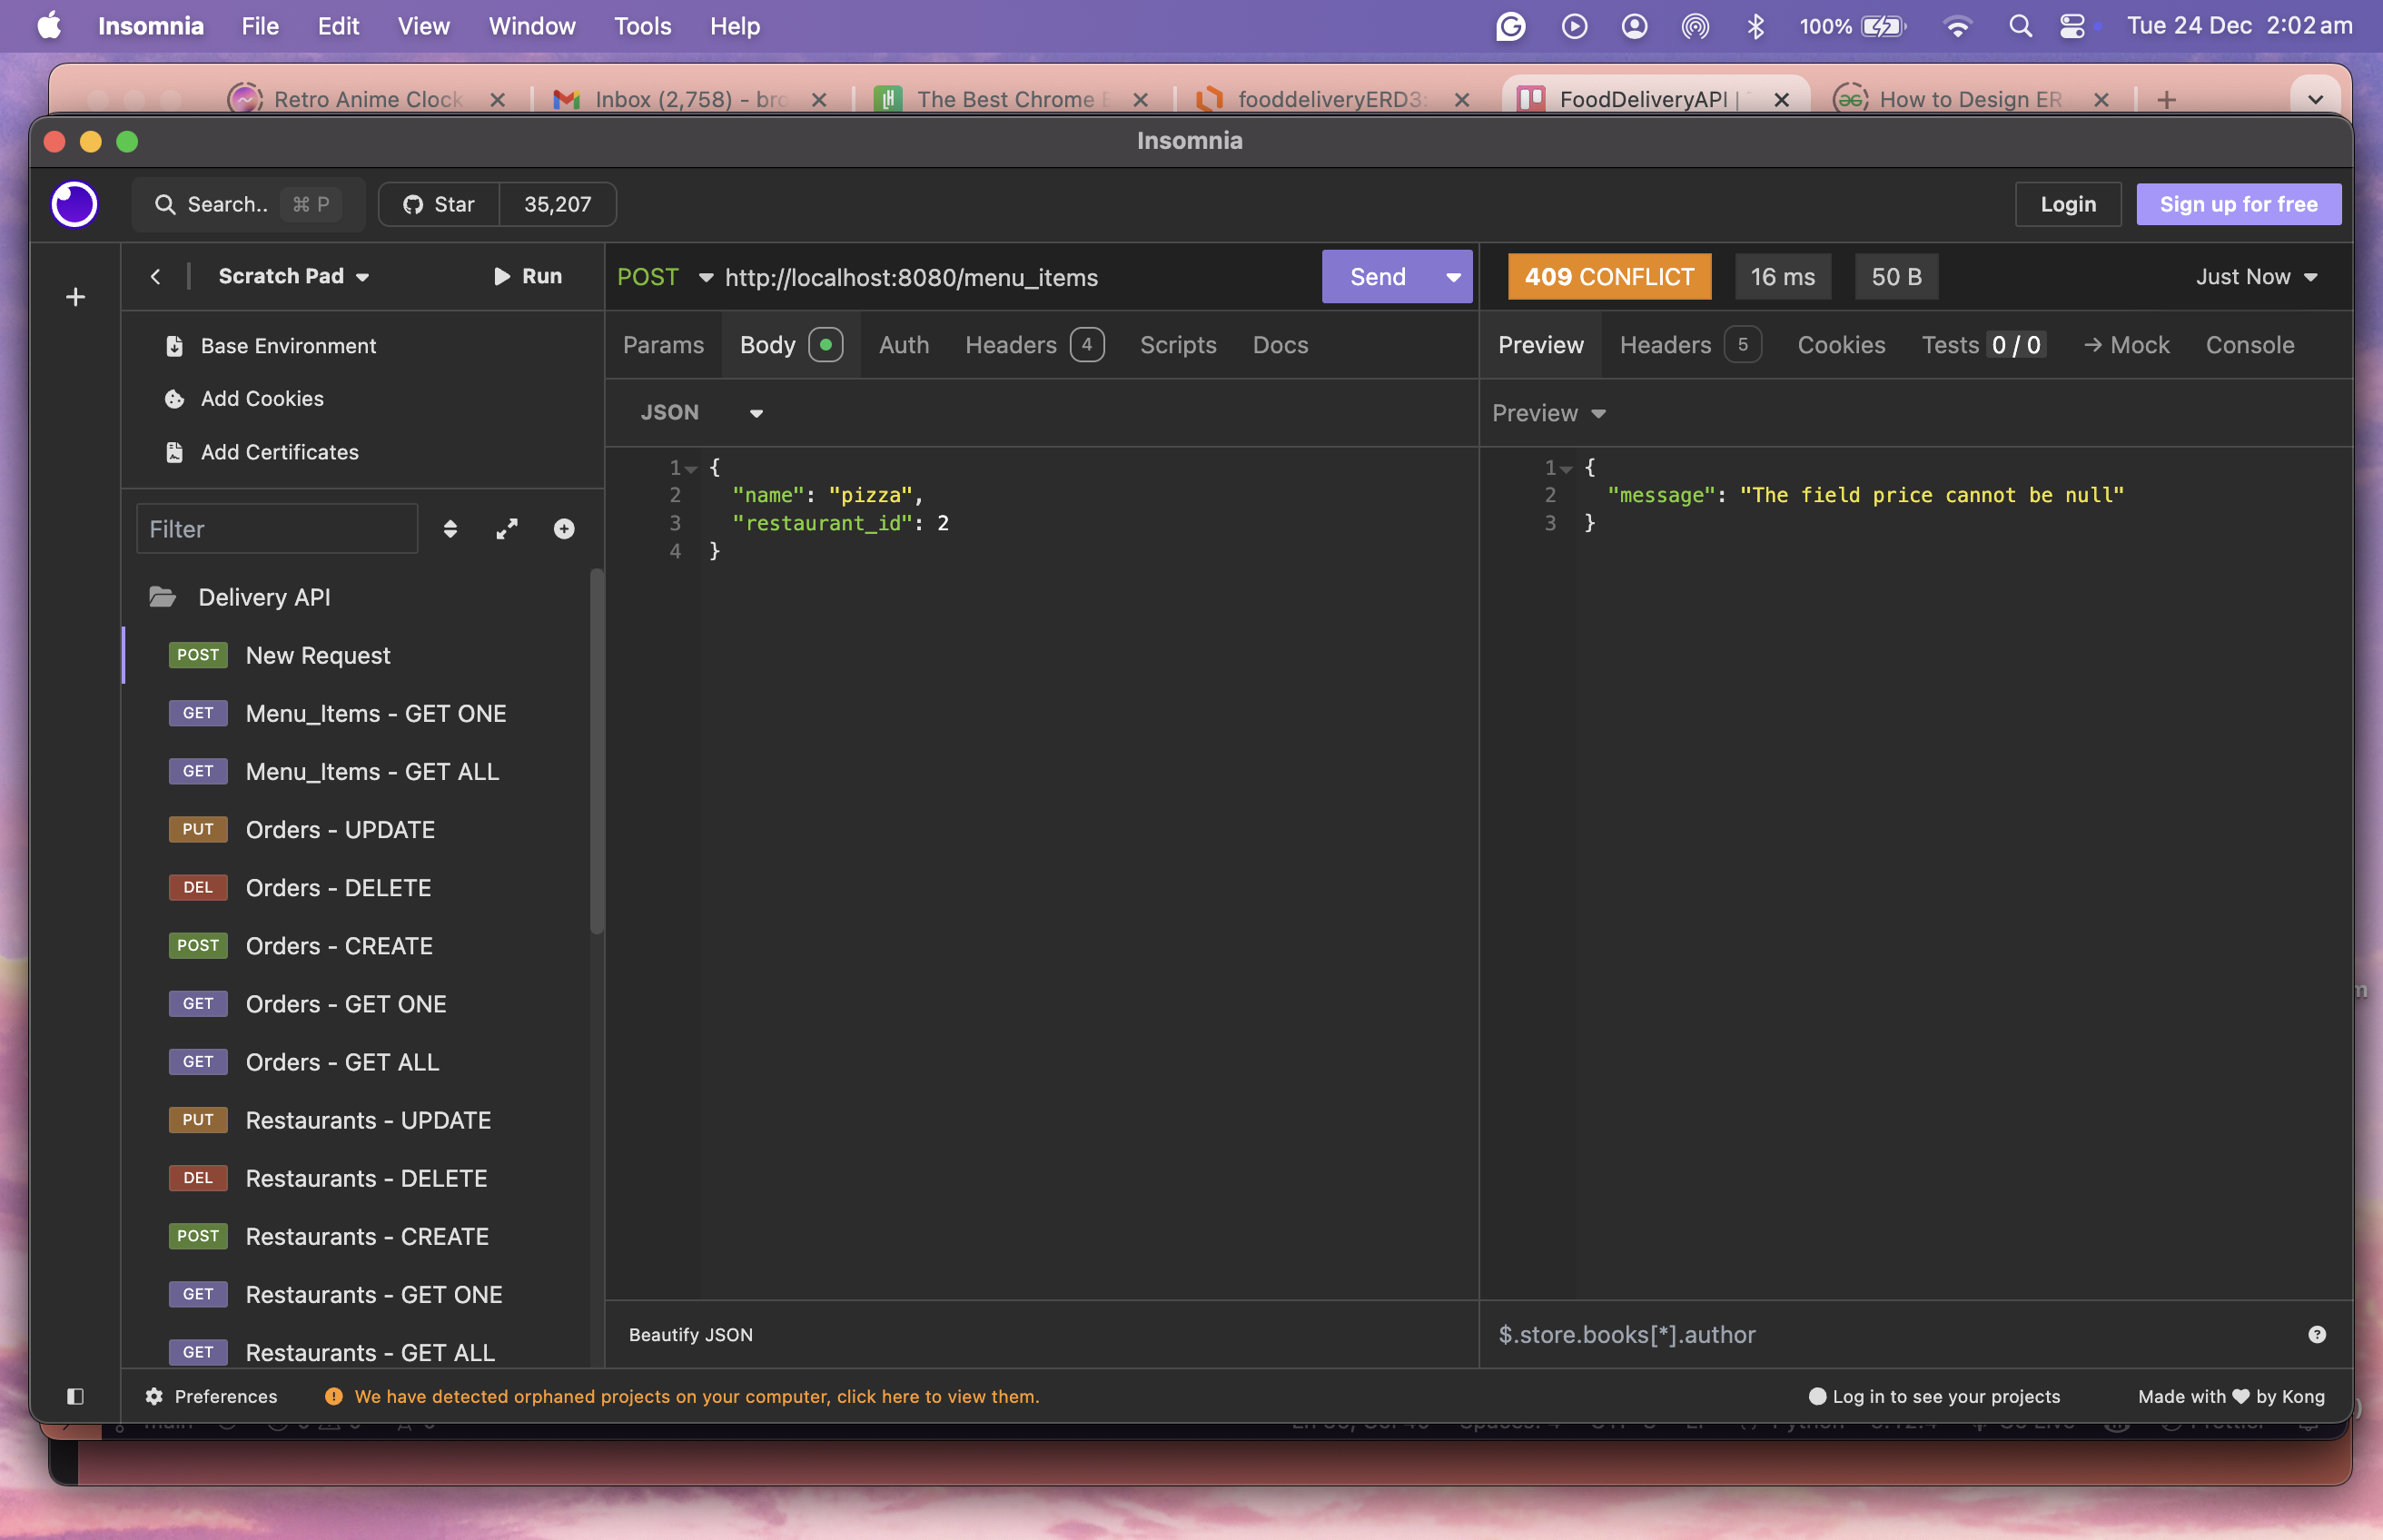 Insomnia File Edit View Window Tools Help 100% Tue 24 Dec 2:02 am
Retro Anime Clock Inbox (2,758) - bro The Best Chrome E fooddeliveryERD3: FoodDeliveryAPI | How to Design ER
Insomnia
Search.. ⌘ P Star 35,207 Login Sign up for free
Scratch Pad Run
POST http://localhost:8080/menu_items Send
409 CONFLICT 16 ms 50 B Just Now
Base Environment
Add Cookies
Add Certificates
Params Body Auth Headers 4 Scripts Docs
Preview Headers 5 Cookies Tests 0 / 0 → Mock Console
JSON
Preview
1 {
2 "name": "pizza",
3 "restaurant_id": 2
4 }
1 {
2 "message": "The field price cannot be null"
3 }
Filter
Delivery API
POST New Request
GET Menu_Items - GET ONE
GET Menu_Items - GET ALL
PUT Orders - UPDATE
DEL Orders - DELETE
POST Orders - CREATE
GET Orders - GET ONE
GET Orders - GET ALL
PUT Restaurants - UPDATE
DEL Restaurants - DELETE
POST Restaurants - CREATE
GET Restaurants - GET ONE
GET Restaurants - GET ALL
Beautify JSON
$.store.books[*].author
Preferences We have detected orphaned projects on your computer, click here to view them. Log in to see your projects Made with ♥ by Kong